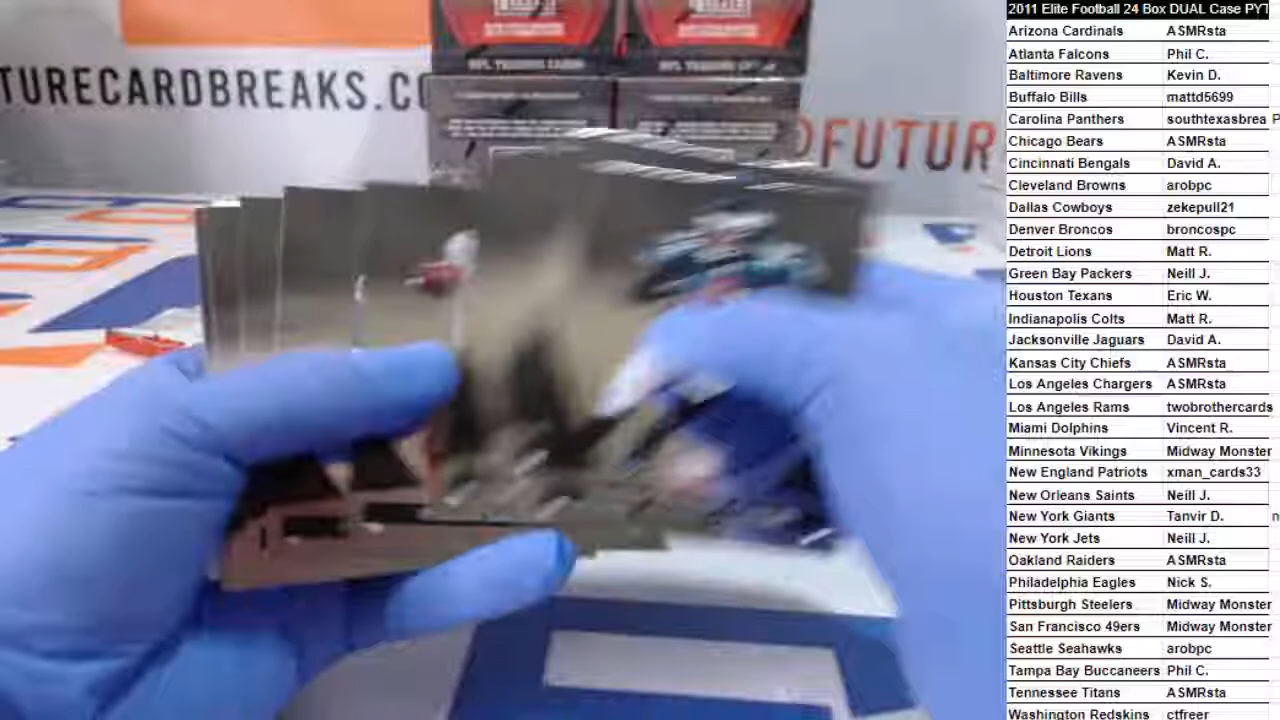 TURECARDBREAKS.CO
DFUTUR
2011 Elite Football 24 Box DUAL Case PYT
Arizona Cardinals ASMRsta
Atlanta Falcons Phil C.
Baltimore Ravens Kevin D.
Buffalo Bills mattd5699
Carolina Panthers southtexasbrea P
Chicago Bears ASMRsta
Cincinnati Bengals David A.
Cleveland Browns arobpc
Dallas Cowboys zekepull21
Denver Broncos broncospc
Detroit Lions Matt R.
Green Bay Packers Neill J.
Houston Texans Eric W.
Indianapolis Colts Matt R.
Jacksonville Jaguars David A.
Kansas City Chiefs ASMRsta
Los Angeles Chargers ASMRsta
Los Angeles Rams twobrothercards
Miami Dolphins Vincent R.
Minnesota Vikings Midway Monster
New England Patriots xman_cards33
New Orleans Saints Neill J.
New York Giants Tanvir D. n
New York Jets Neill J.
Oakland Raiders ASMRsta
Philadelphia Eagles Nick S.
Pittsburgh Steelers Midway Monster
San Francisco 49ers Midway Monster
Seattle Seahawks arobpc
Tampa Bay Buccaneers Phil C.
Tennessee Titans ASMRsta
Washington Redskins ctfreer